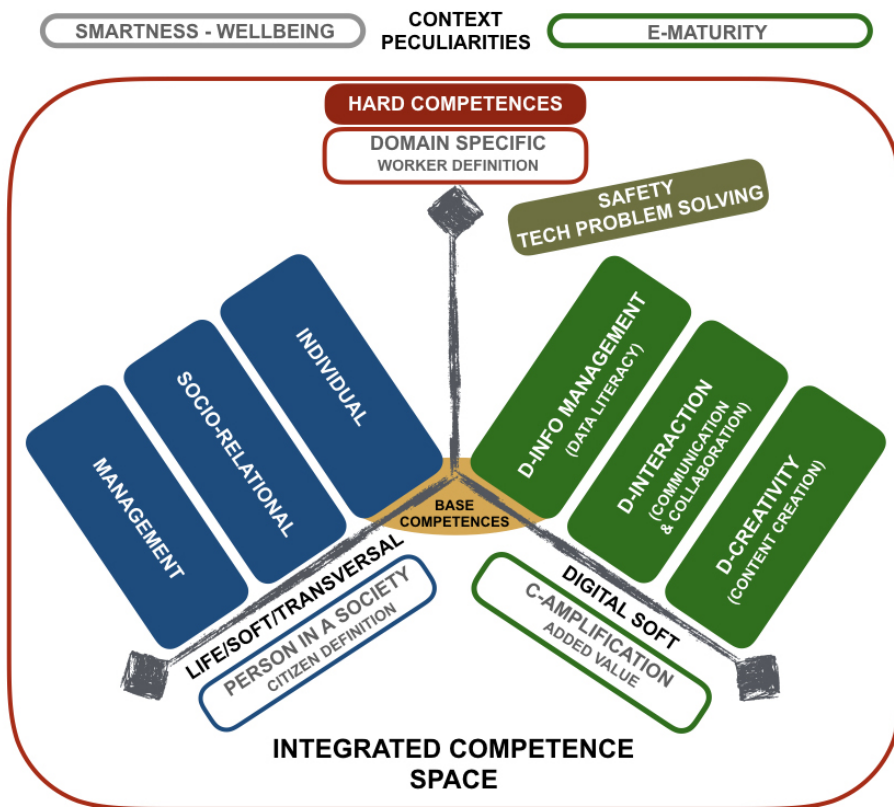 SMARTNESS - WELLBEING
CONTEXT
PECULIARITIES
E-MATURITY
HARD COMPETENCES
DOMAIN SPECIFIC
WORKER DEFINITION
SAFETY
TECH PROBLEM SOLVING
MANAGEMENT
SOCIO-RELATIONAL
INDIVIDUAL
D-INFO MANAGEMENT
(DATA LITERACY)
D-INTERACTION
(COMMUNICATION
& COLLABORATION)
D-CREATIVITY
(CONTENT CREATION)
BASE
COMPETENCES
LIFE/SOFT/TRANSVERSAL
PERSON IN A SOCIETY
CITIZEN DEFINITION
DIGITAL SOFT
C-AMPLIFICATION
ADDED VALUE
INTEGRATED COMPETENCE
SPACE